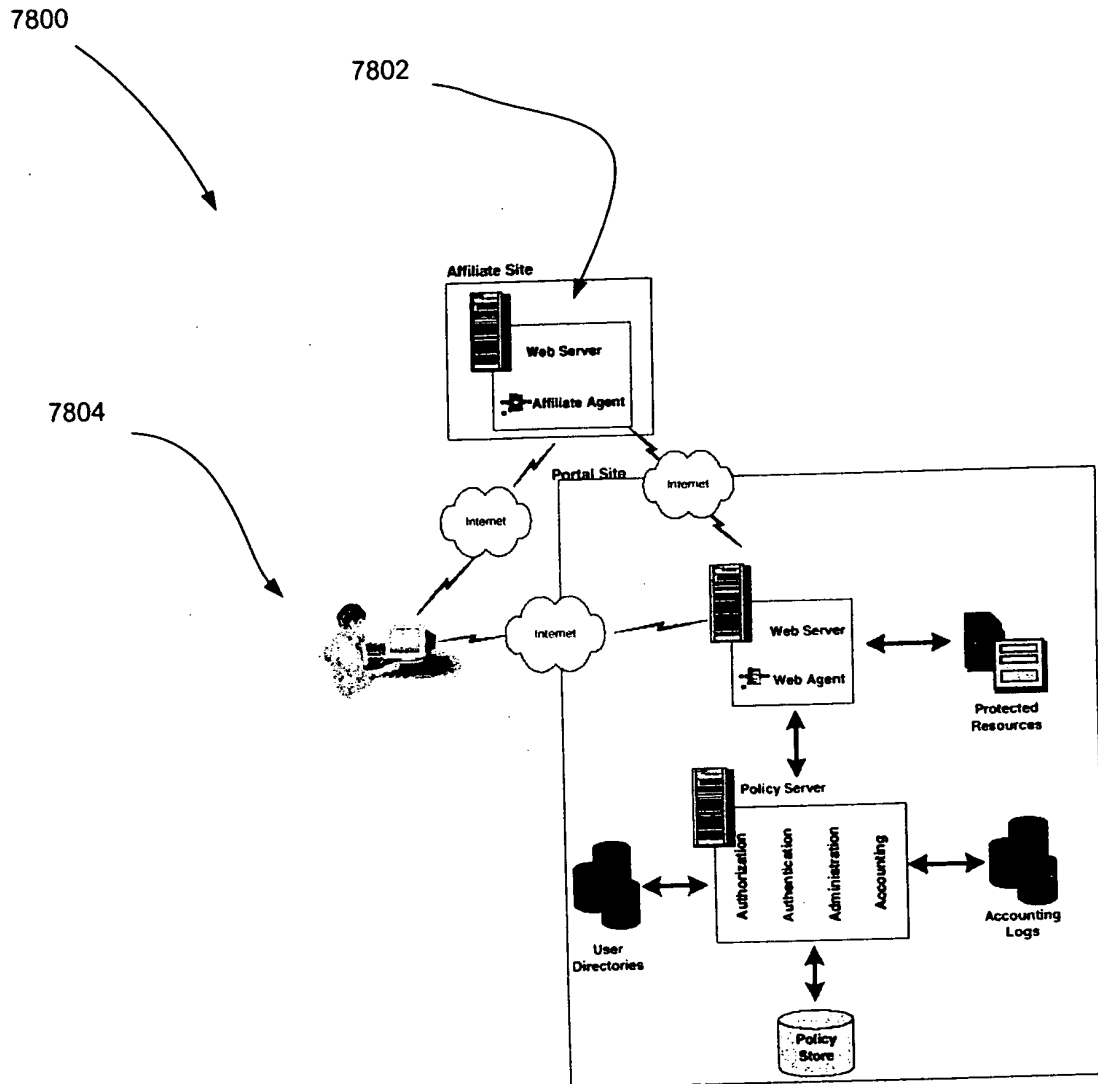 7800
7802
Affiliate Site
Web Server
Affiliate Agent
7804
Portal Site
Internet
Internet
Internet
Web Server
Web Agent
Protected
Resources
Policy Server
Authorization
Authentication
Administration
Accounting
User
Directories
Accounting
Logs
Policy
Store